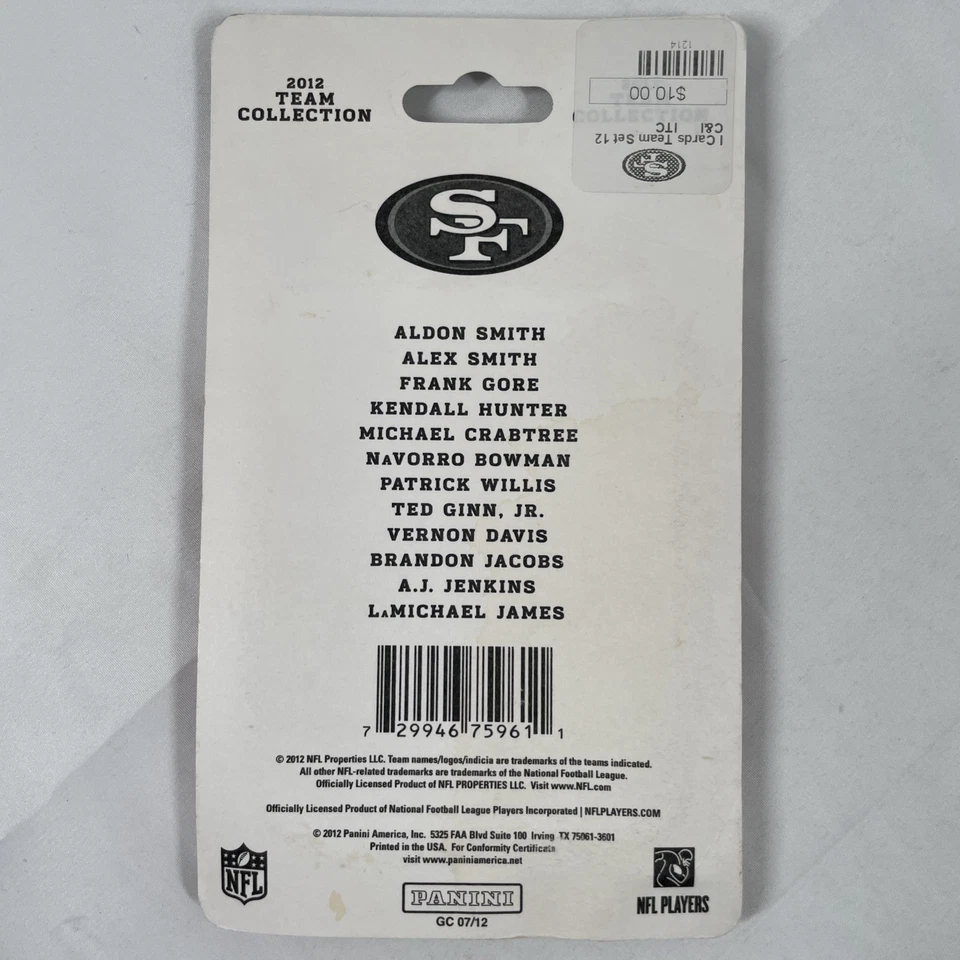 2012
TEAM
COLLECTION
1214
$10.00
C&I ITC
I Cards Team Set 12
COLLECTION
SF
SF
ALDON SMITH
ALEX SMITH
FRANK GORE
KENDALL HUNTER
MICHAEL CRABTREE
NAVORRO BOWMAN
PATRICK WILLIS
TED GINN, JR.
VERNON DAVIS
BRANDON JACOBS
A.J. JENKINS
LAMICHAEL JAMES
7 29946 75961 1
© 2012 NFL Properties LLC. Team names/logos/indicia are trademarks of the teams indicated.
All other NFL-related trademarks are trademarks of the National Football League.
Officially Licensed Product of NFL PROPERTIES LLC. Visit www.NFL.com
Officially Licensed Product of National Football League Players Incorporated | NFLPLAYERS.COM
© 2012 Panini America, Inc. 5325 FAA Blvd Suite 100 Irving TX 75061-3601
Printed in the USA. For Conformity Certificate
visit www.paniniamerica.net
NFL
PANINI
GC 07/12
NFL PLAYERS